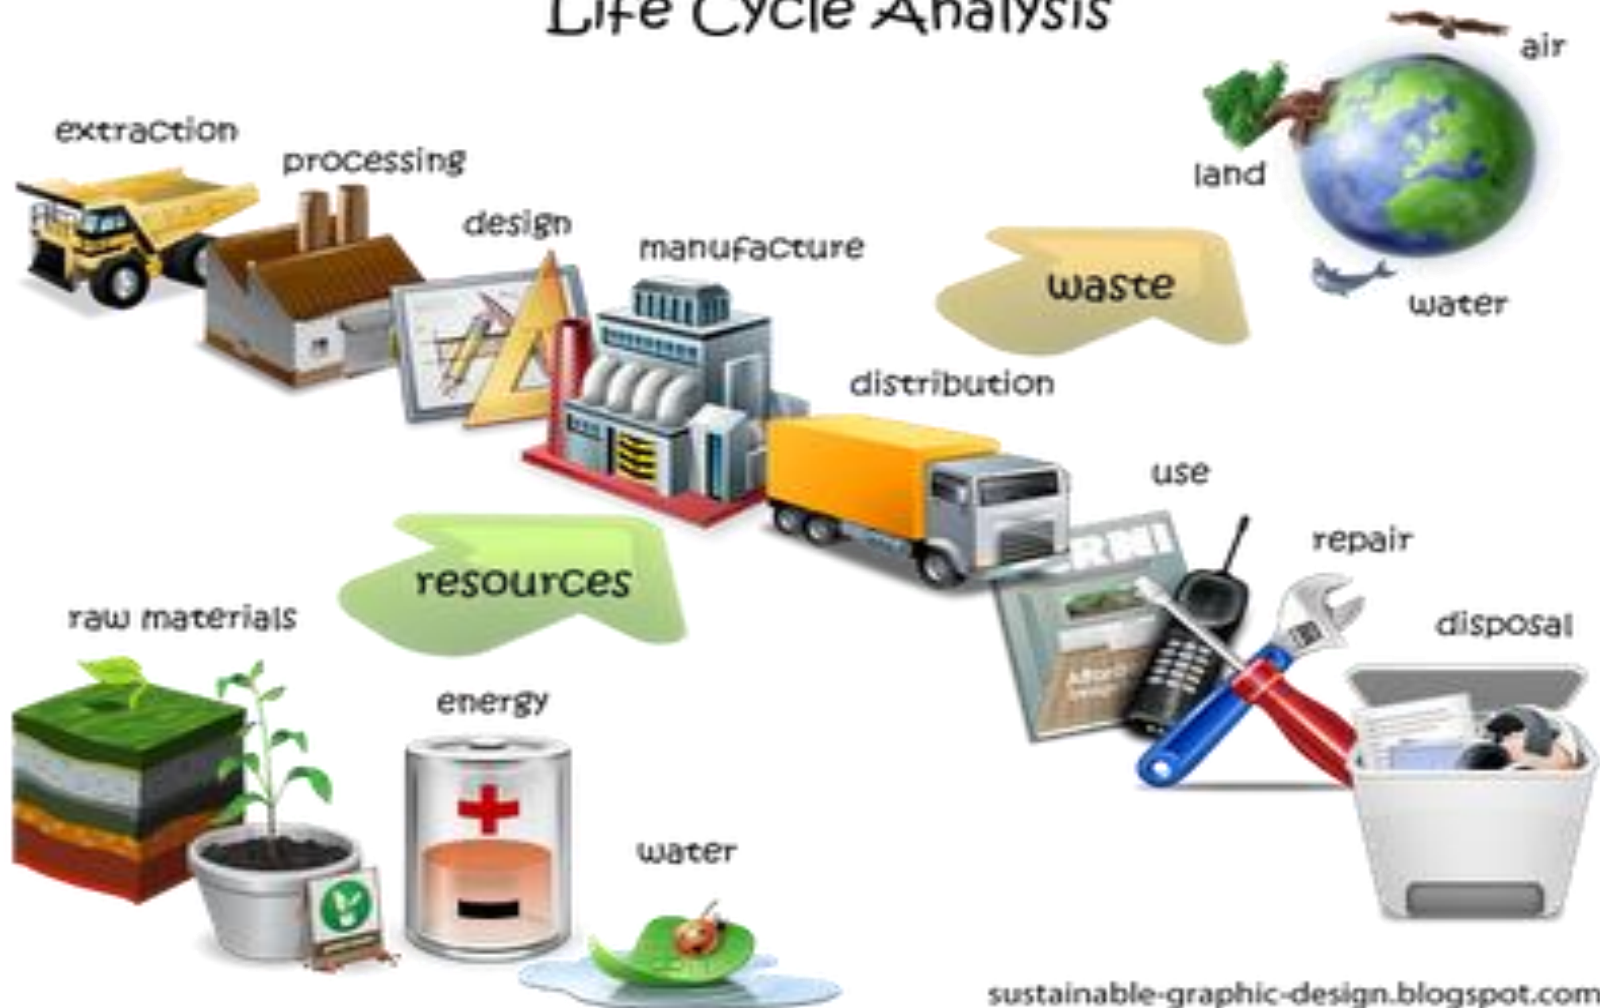 Life Cycle Analysis
air
extraction
processing
land
design
manufacture
waste
water
distribution
use
repair
resources
raw materials
disposal
energy
water
sustainable-graphic-design.blogspot.com